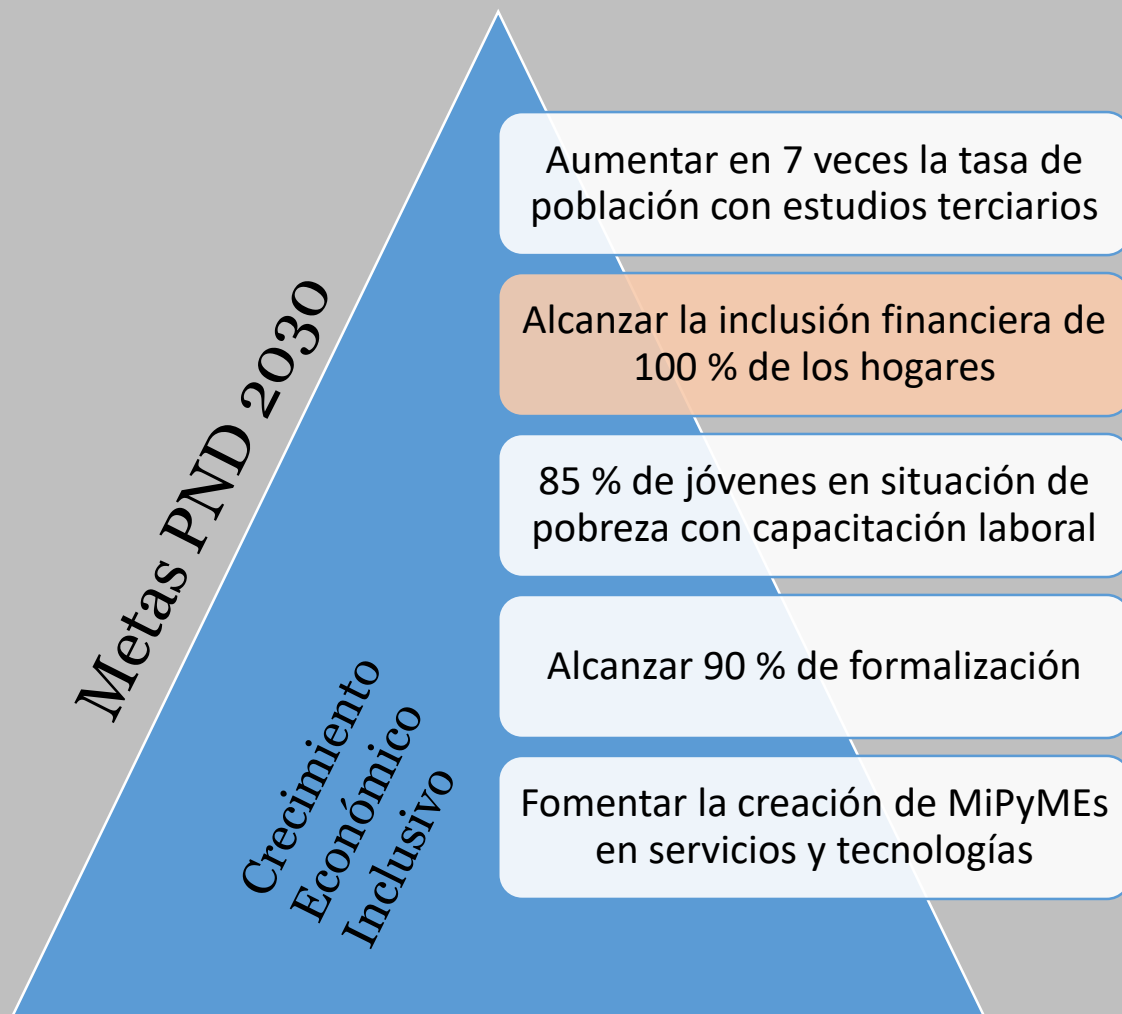 Metas PND 2030
Crecimiento
Económico
Inclusivo
Aumentar en 7 veces la tasa de
población con estudios terciarios
Alcanzar la inclusión financiera de
100 % de los hogares
85 % de jóvenes en situación de
pobreza con capacitación laboral
Alcanzar 90 % de formalización
Fomentar la creación de MiPyMEs
en servicios y tecnologías